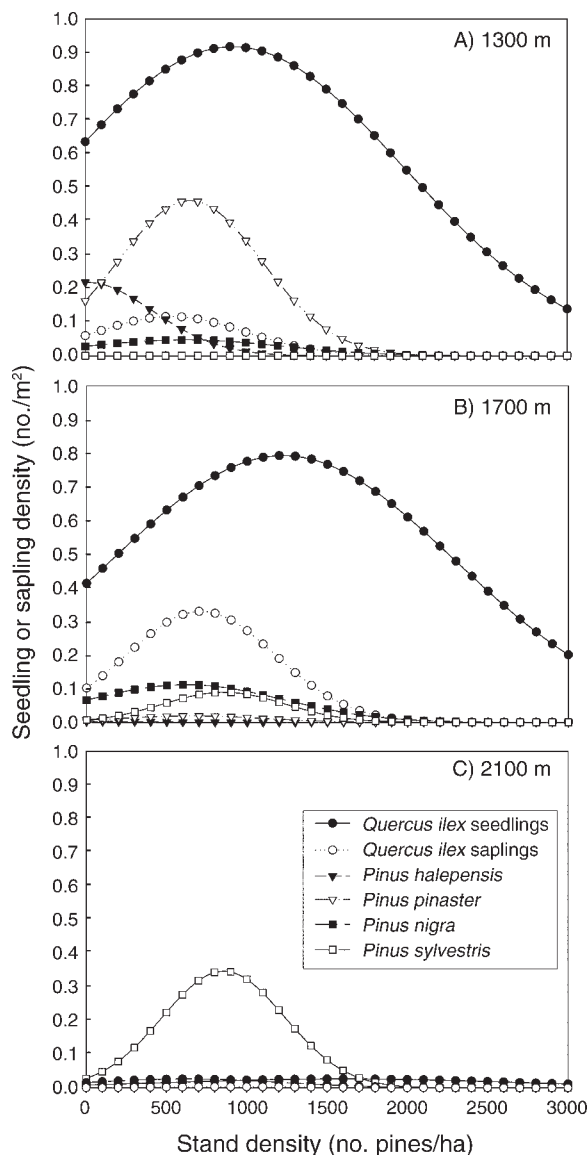 A) 1300 m
1.0
0.9
0.8
0.7
0.6
0.5
0.4
0.3
0.2
0.1
0.0
B) 1700 m
1.0
0.8
0.7
0.6
0.5
0.4
0.3
0.2
0.1
0.0
C) 2100 m
1.0
0.9
0.8
0.7
0.6
0.5
0.4
0.3
0.2
0.1
0.0
Seedling or sapling density (no./m²)
Quercus ilex seedlings
Quercus ilex saplings
Pinus halepensis
Pinus pinaster
Pinus nigra
Pinus sylvestris
0 500 1000 1500 2000 2500 3000
Stand density (no. pines/ha)